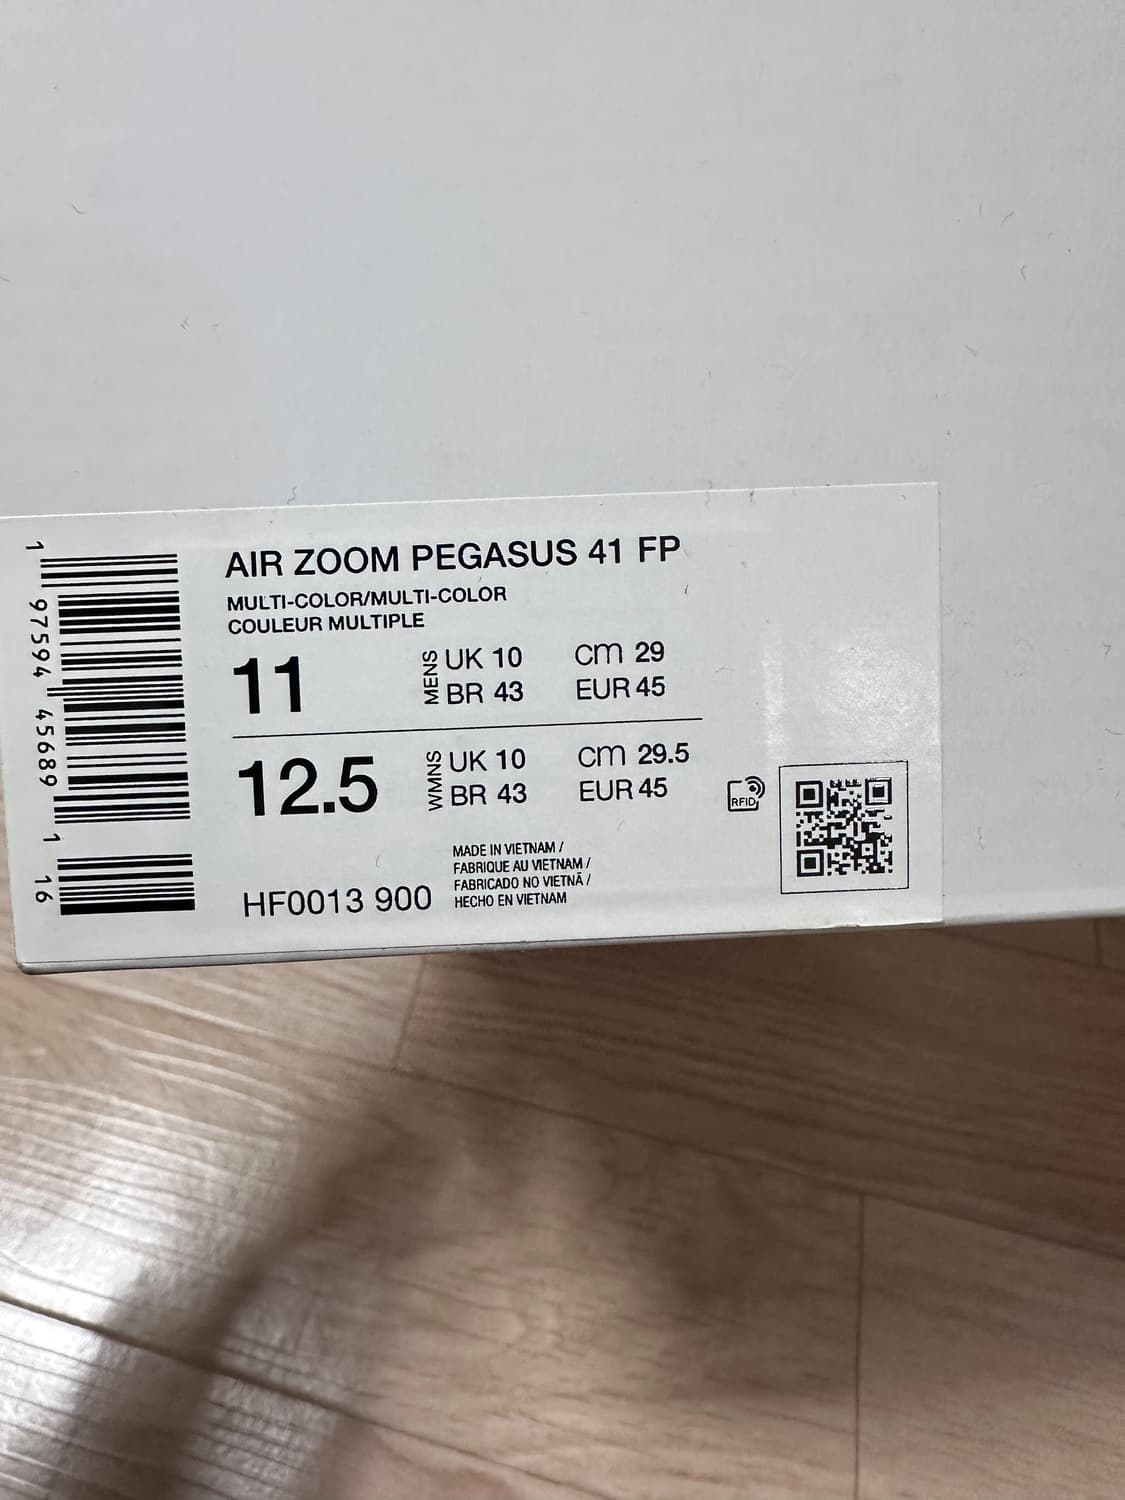 AIR ZOOM PEGASUS 41 FP
MULTI-COLOR/MULTI-COLOR
COULEUR MULTIPLE
11 MENS UK 10 cm 29
BR 43 EUR 45
12.5 WMNS UK 10 cm 29.5
BR 43 EUR 45
RFID
MADE IN VIETNAM /
FABRIQUE AU VIETNAM /
FABRICADO NO VIETNÃ /
HECHO EN VIETNAM
HF0013 900
1 97594 45689 1 16